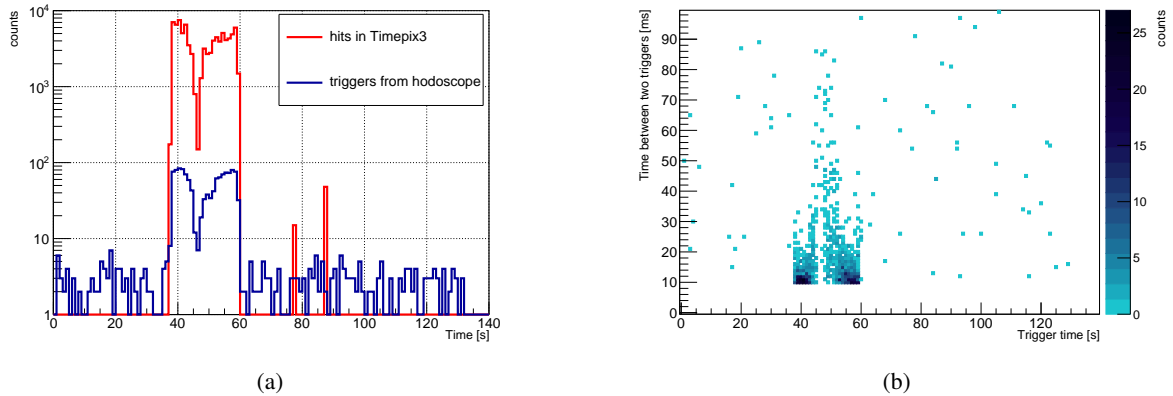 counts
10⁴
10³
10²
10
1
0 20 40 60 80 100 120 140
Time [s]
hits in Timepix3
triggers from hodoscope
(a)
Time between two triggers [ms]
90
80
70
60
50
40
30
20
10
0
0 20 40 60 80 100 120
Trigger time [s]
counts
25
20
15
10
5
0
(b)